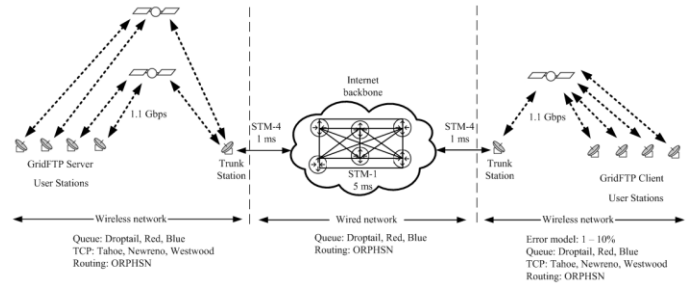 Internet
backbone
1.1 Gbps
STM-4
1 ms
STM-4
1 ms
1.1 Gbps
STM-1
5 ms
GridFTP Server
User Stations
Trunk
Station
Trunk
Station
GridFTP Client
User Stations
Wireless network
Wired network
Wireless network
Queue: Droptail, Red, Blue
TCP: Tahoe, Newreno, Westwood
Routing: ORPHSN
Queue: Droptail, Red, Blue
Routing: ORPHSN
Error model: 1 – 10%
Queue: Droptail, Red, Blue
TCP: Tahoe, Newreno, Westwood
Routing: ORPHSN